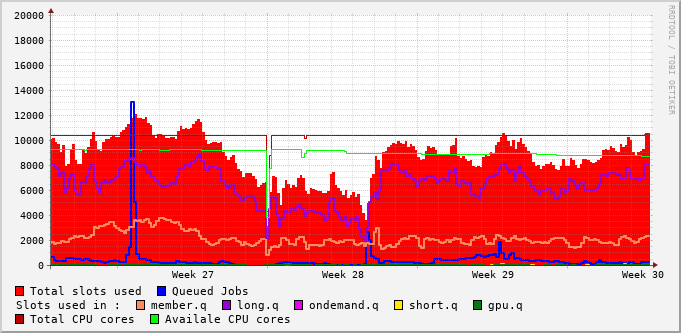 20000
18000
16000
14000
12000
10000
8000
6000
4000
2000
0
Week 27 Week 28 Week 29 Week 30
Total slots used Queued Jobs
Slots used in : member.q long.q ondemand.q short.q gpu.q
Total CPU cores Availale CPU cores
RRDTOOL / TOBI OETIKER